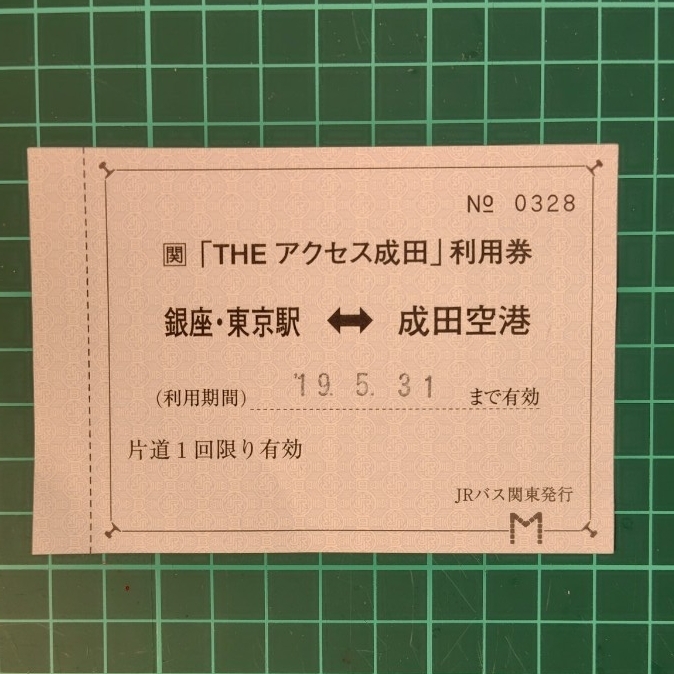 № 0328
関「THE アクセス成田」利用券
銀座・東京駅 ↔ 成田空港
(利用期間) '19. 5. 31 まで有効
片道1回限り有効
JRバス関東発行
M